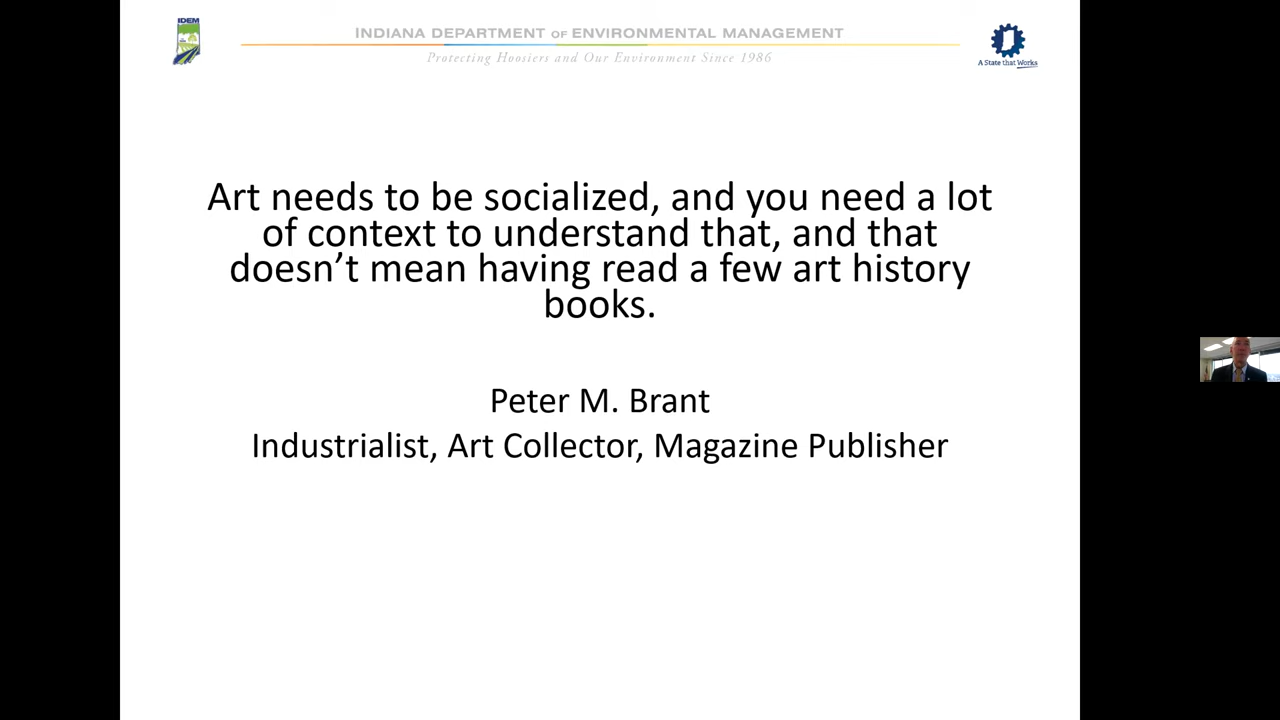 IDEM
INDIANA DEPARTMENT OF ENVIRONMENTAL MANAGEMENT
Protecting Hoosiers and Our Environment Since 1986
A State that Works
Art needs to be socialized, and you need a lot
of context to understand that, and that
doesn’t mean having read a few art history
books.
Peter M. Brant
Industrialist, Art Collector, Magazine Publisher